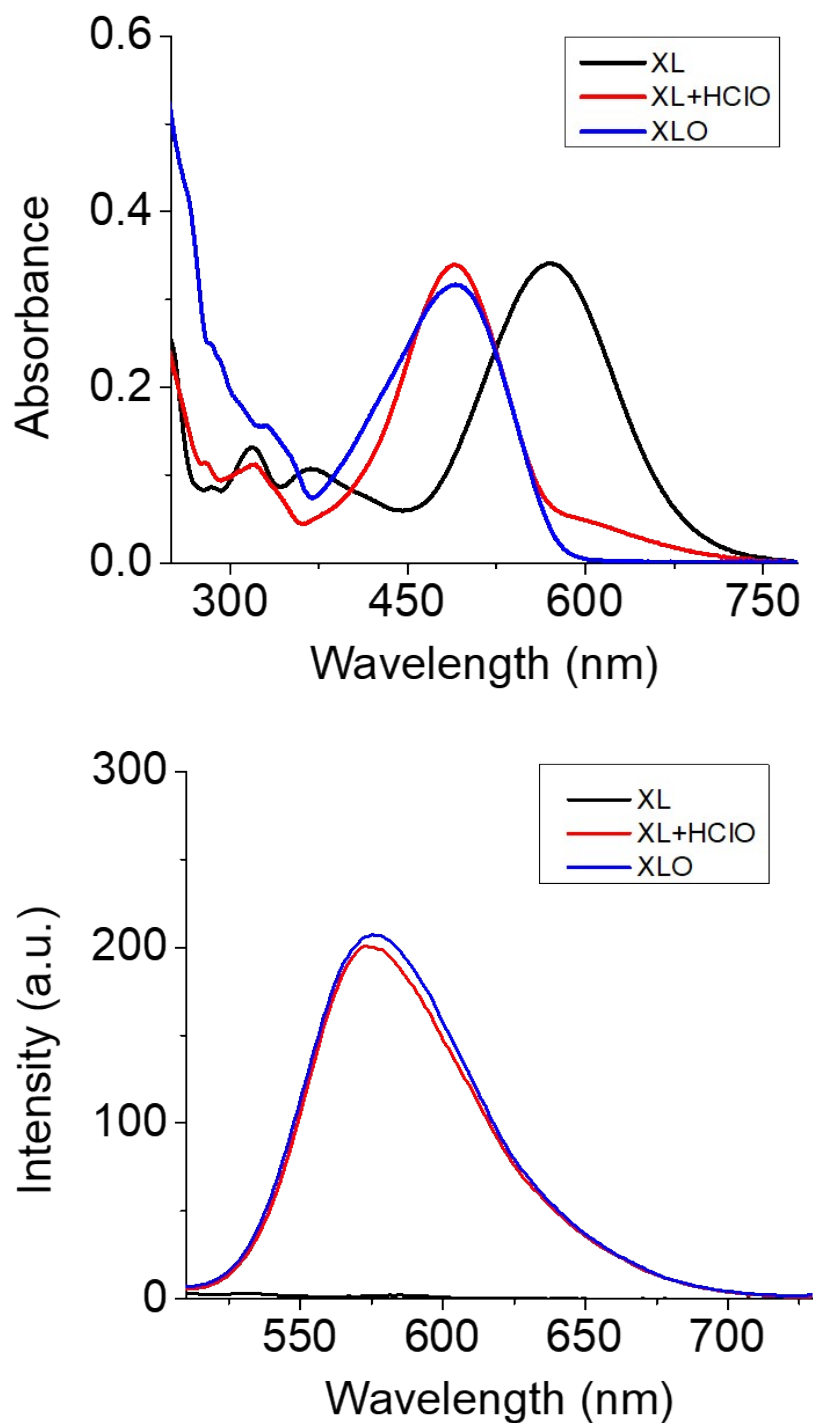 0.6
XL
XL+HClO
XLO
0.4
0.2
0.0
Absorbance
300 450 600 750
Wavelength (nm)
300
XL
XL+HClO
XLO
200
100
0
Intensity (a.u.)
550 600 650 700
Wavelength (nm)